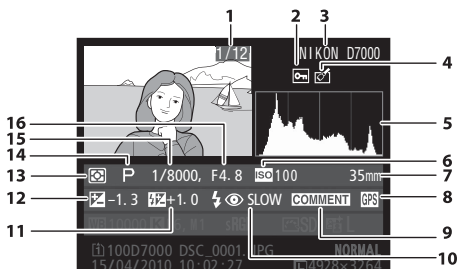 1 2 3
1/12 NIKON D7000
4
5
16
15
14
6
P 1/8000, F4. 8 ISO 100 35mm
13 7
12 -1. 3 +1. 0 SLOW COMMENT GPS 8
11 9
10
100D7000 DSC_0001. JPG NORMAL
15/04/2010 10:02:27 4928x3264